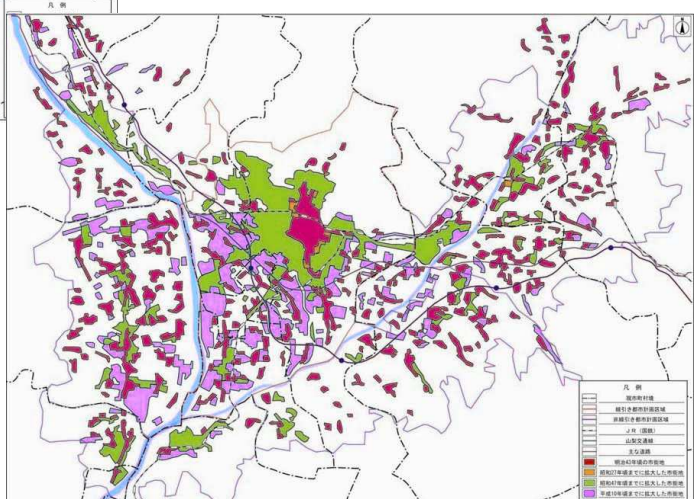 凡 例
凡 例
現市町村境
線引き都市計画区域
非線引き都市計画区域
ＪＲ（国鉄）
山梨交通線
主な道路
明治43年頃の市街地
昭和27年頃までに拡大した市街地
昭和47年頃までに拡大した市街地
平成10年頃までに拡大した市街地